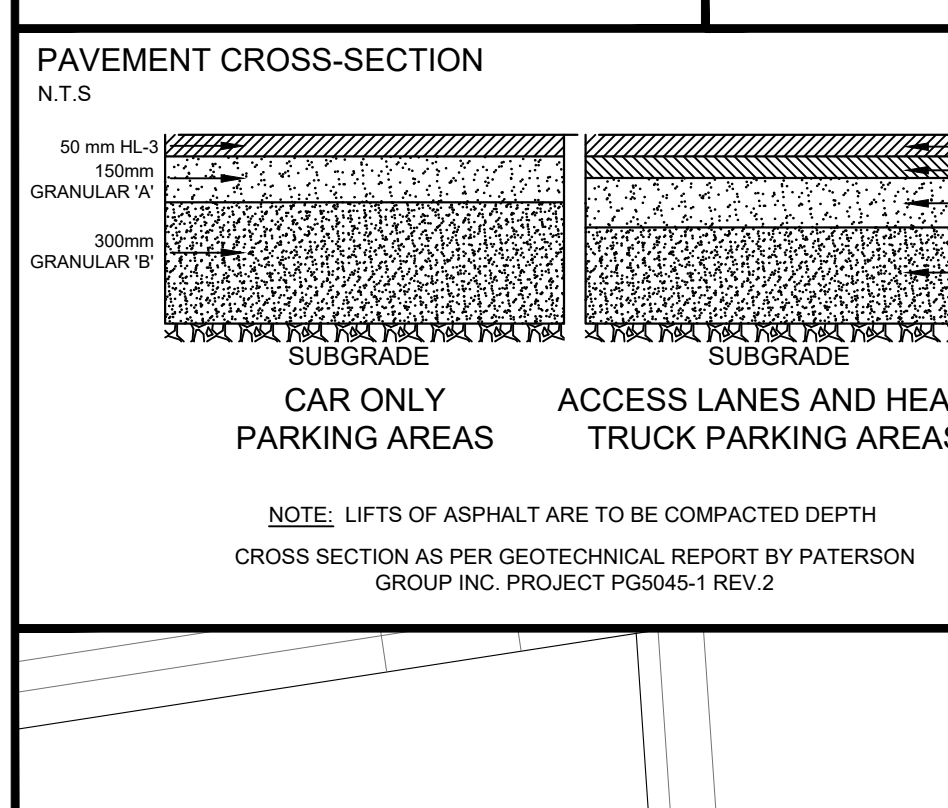 PAVEMENT CROSS-SECTION
N.T.S
50 mm HL-3
150mm
GRANULAR 'A'
300mm
GRANULAR 'B'
SUBGRADE
CAR ONLY
PARKING AREAS
SUBGRADE
ACCESS LANES AND HEA
TRUCK PARKING AREAS
NOTE: LIFTS OF ASPHALT ARE TO BE COMPACTED DEPTH
CROSS SECTION AS PER GEOTECHNICAL REPORT BY PATERSON
GROUP INC. PROJECT PG5045-1 REV.2